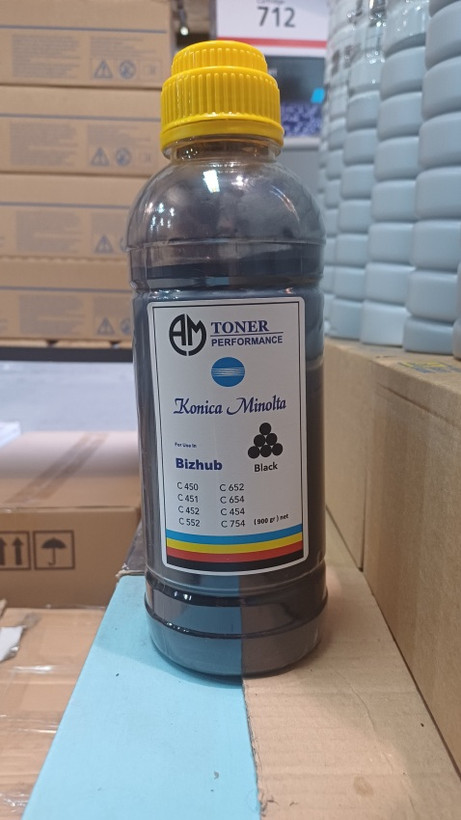 712
AM TONER
PERFORMANCE
Konica Minolta
For Use In
Bizhub
Black
C 450 C 652
C 451 C 654
C 452 C 454
C 552 C 754 (900 gr) net